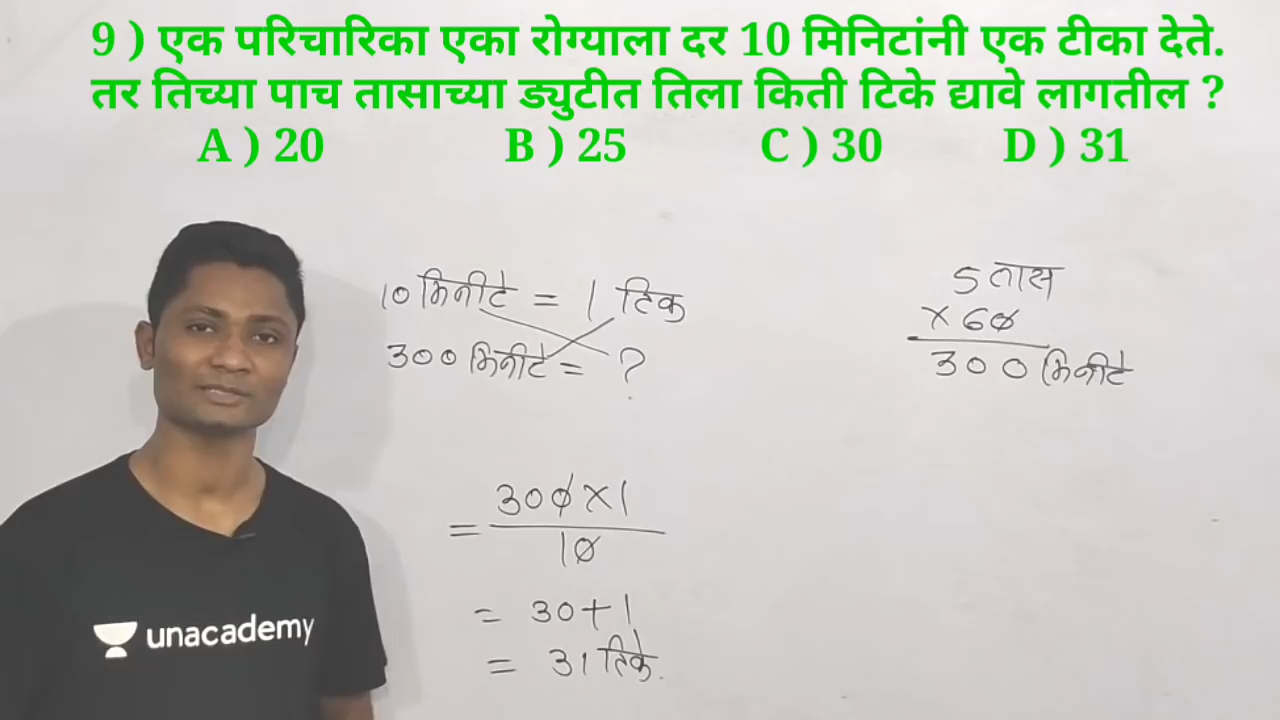 9 ) एक परिचारिका एका रोग्याला दर 10 मिनिटांनी एक टीका देते.
तर तिच्या पाच तासाच्या ड्युटीत तिला किती टिके द्यावे लागतील ?
A ) 20 B ) 25 C ) 30 D ) 31
10 मिनीटे = 1 टिक
300 मिनीटे = ?
5 तास
× 60
300 मिनीटे
= 300 × 1
10
= 30 + 1
= 31 टिके.
unacademy